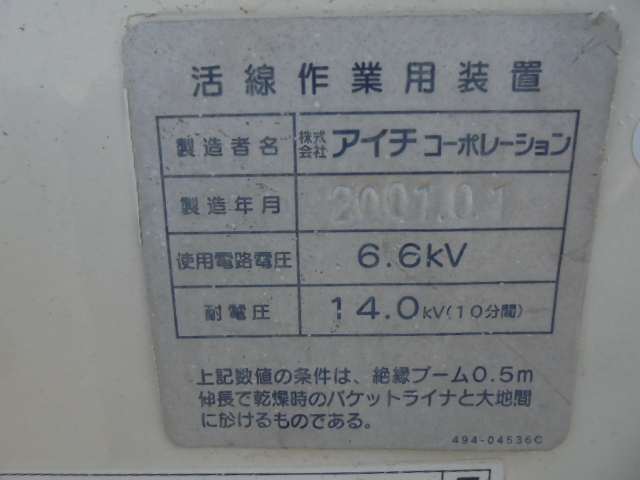 活線作業用装置
製造者名 株式会社 アイチ コーポレーション
製造年月 2001.01
使用電路電圧 6.6kV
耐電圧 14.0kV(10分間)
上記数値の条件は、絶縁ブーム0.5m
伸長で乾燥時のバケットライナと大地間
に於けるものである。
494-04536C